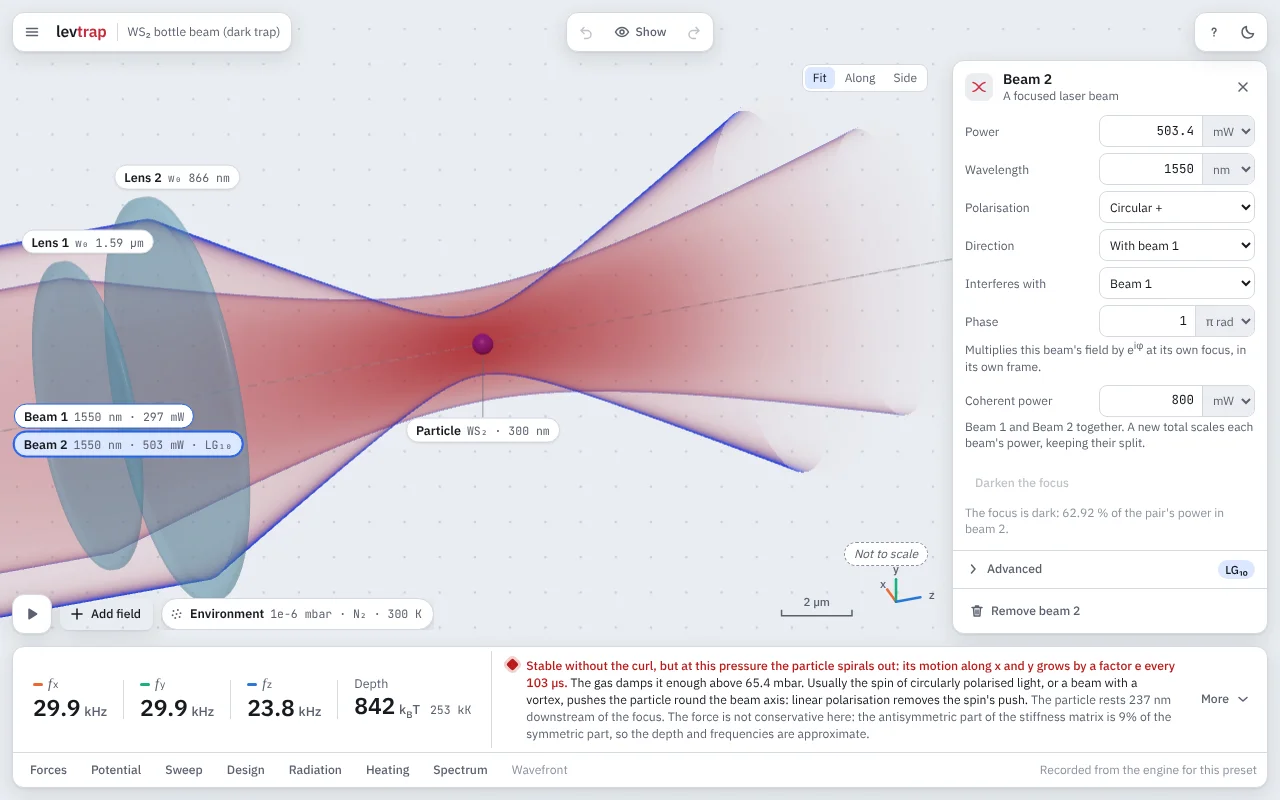 levtrap WS₂ bottle beam (dark trap)
Show
?
Fit Along Side
Lens 2 w₀ 866 nm
Lens 1 w₀ 1.59 µm
Beam 1 1550 nm · 297 mW
Beam 2 1550 nm · 503 mW · LG₁₀
Particle WS₂ · 300 nm
Not to scale
y
x
z
2 µm
Add field
Environment 1e-6 mbar · N₂ · 300 K
Beam 2
A focused laser beam
Power 503.4 mW
Wavelength 1550 nm
Polarisation Circular +
Direction With beam 1
Interferes with Beam 1
Phase 1 π rad
Multiplies this beam's field by e^iφ at its own focus, in
its own frame.
Coherent power 800 mW
Beam 1 and Beam 2 together. A new total scales each
beam's power, keeping their split.
Darken the focus
The focus is dark: 62.92 % of the pair's power in
beam 2.
Advanced LG₁₀
Remove beam 2
fx
29.9 kHz
fy
29.9 kHz
fz
23.8 kHz
Depth
842 kBT 253 kK
Stable without the curl, but at this pressure the particle spirals out: its motion along x and y grows by a factor e every
103 µs. The gas damps it enough above 65.4 mbar. Usually the spin of circularly polarised light, or a beam with a
vortex, pushes the particle round the beam axis: linear polarisation removes the spin's push. The particle rests 237 nm
downstream of the focus. The force is not conservative here: the antisymmetric part of the stiffness matrix is 9% of the
symmetric part, so the depth and frequencies are approximate.
More
Forces Potential Sweep Design Radiation Heating Spectrum Wavefront
Recorded from the engine for this preset